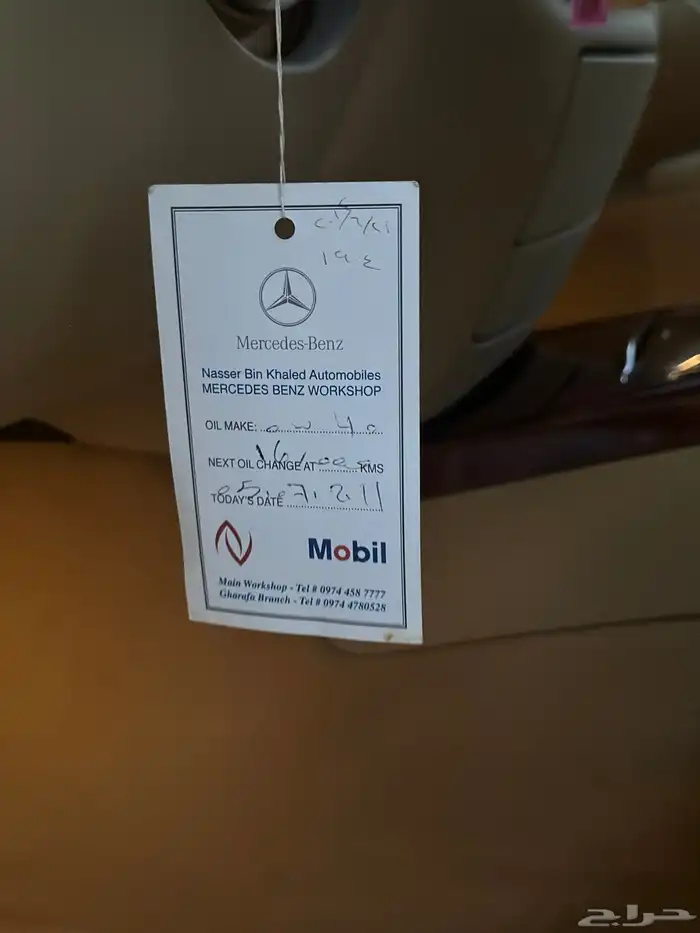 Mercedes-Benz
Nasser Bin Khaled Automobiles
MERCEDES BENZ WORKSHOP
OIL MAKE:
NEXT OIL CHANGE AT KMS
TODAY'S DATE
Mobil
Main Workshop - Tel # 0974 458 7777
Gharafa Branch - Tel # 0974 4780528
حراج